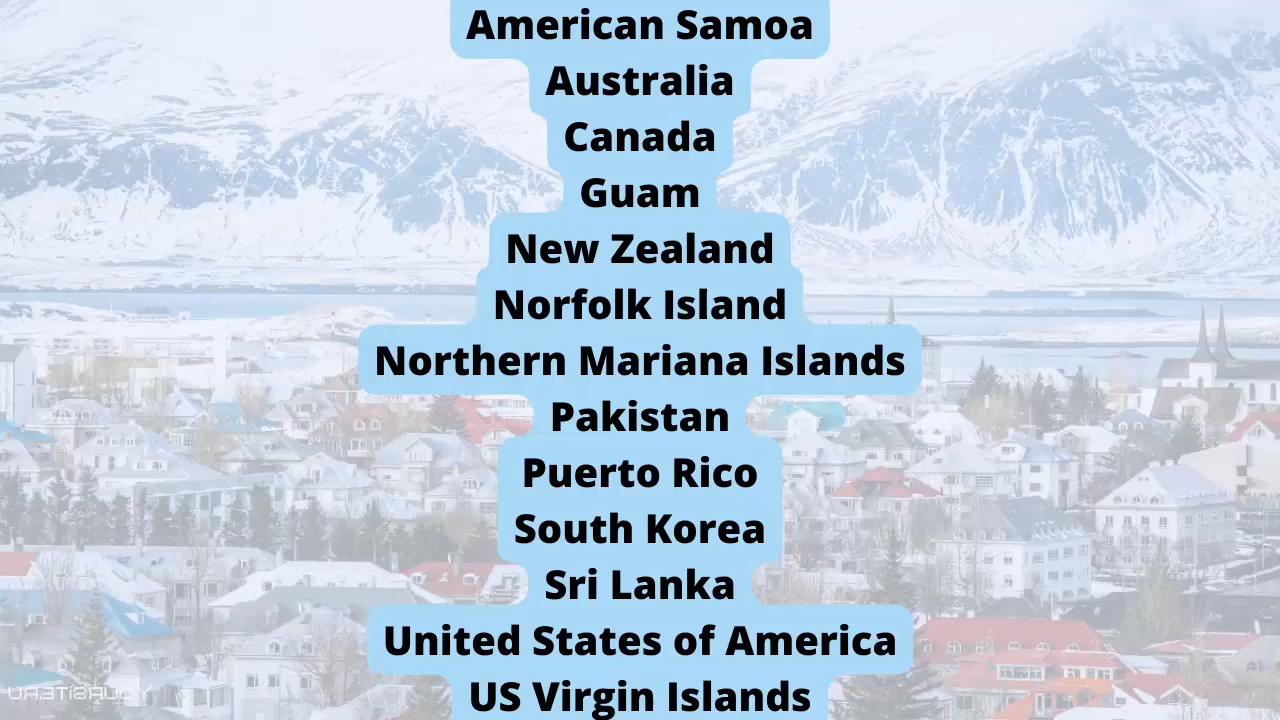 American Samoa
Australia
Canada
Guam
New Zealand
Norfolk Island
Northern Mariana Islands
Pakistan
Puerto Rico
South Korea
Sri Lanka
United States of America
US Virgin Islands